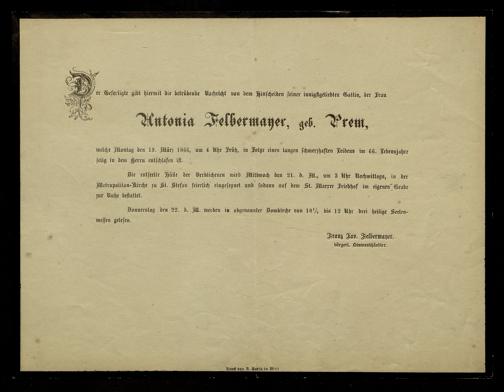 Der Gefertigte gibt hiermit die betrübende Nachricht von dem Hinscheiden seiner innigstgeliebten Gattin, der Frau
Antonia Felbermayer, geb. Prem,
welche Montag den 19. März 1866, um 4 Uhr Früh, in Folge eines langen schmerzhaften Leidens im 66. Lebensjahre
selig in dem Herrn entschlafen ist.
Die entseelte Hülle der Verblichenen wird Mittwoch den 21. d. M., um 3 Uhr Nachmittags, in der
Metropolitan-Kirche zu St. Stefan feierlich eingesegnet und sodann auf dem St. Marxer Friedhof im eigenen Grabe
zur Ruhe bestattet.
Donnerstag den 22. d. M. werden in obgenannter Domkirche von bis 12 Uhr drei heilige Seelen-
messen gelesen.
Franz Xav. Felbermayer.
bürgerl.
Druck von in Wien